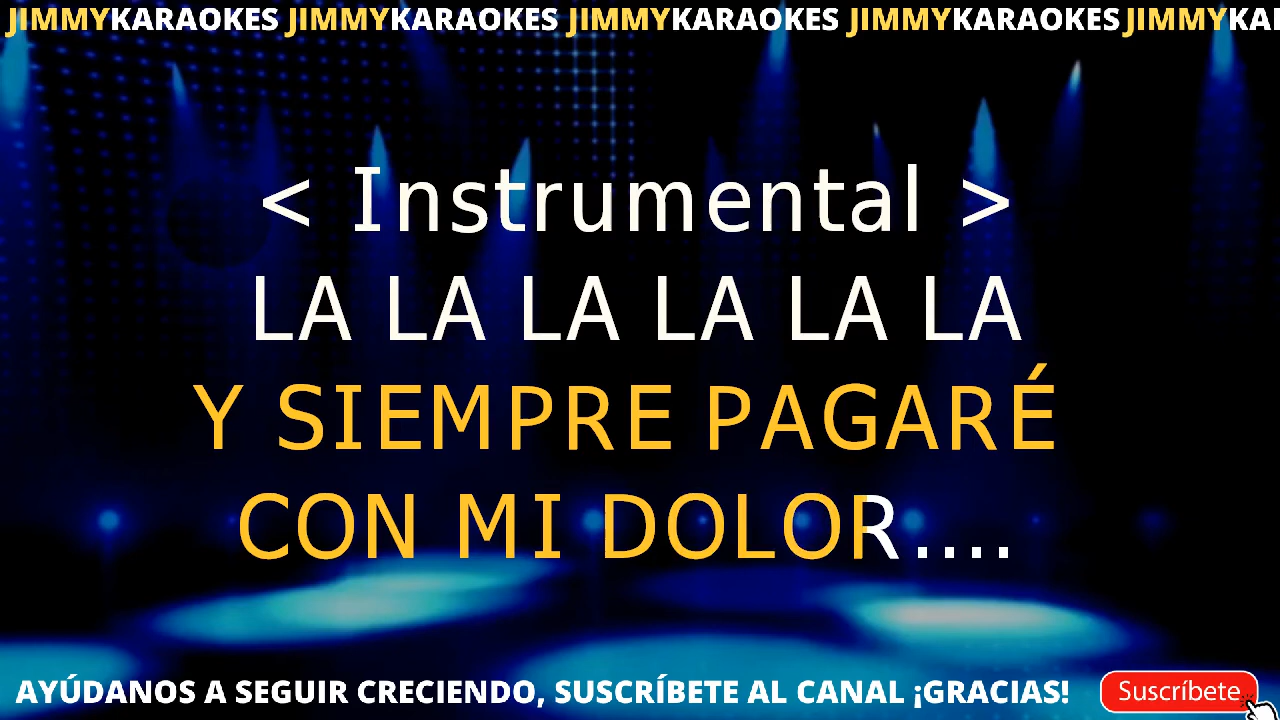 JIMMYKARAOKES JIMMYKARAOKES JIMMYKARAOKES JIMMYKARAOKES JIMMYKA
< Instrumental >
LA LA LA LA LA LA
Y SIEMPRE PAGARÉ
CON MI DOLOR....
AYÚDANOS A SEGUIR CRECIENDO, SUSCRÍBETE AL CANAL ¡GRACIAS!
Suscríbete